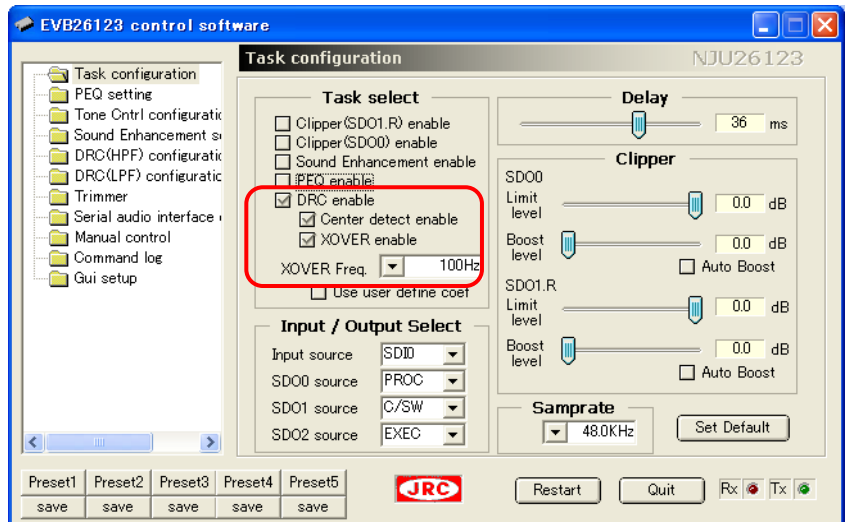 EVB26123 control software
Task configuration
PEQ setting
Tone Cntrl configuratic
Sound Enhancement s
DRC(HPF) configuratic
DRC(LPF) configuratic
Trimmer
Serial audio interface
Manual control
Command log
Gui setup
Task configuration
NJU26123
Task select
Clipper(SDO1.R) enable
Clipper(SDO0) enable
Sound Enhancement enable
PEQ enable
DRC enable
Center detect enable
XOVER enable
XOVER Freq. 100Hz
Use user define coef
Input / Output Select
Input source SDI0
SDO0 source PROC
SDO1 source C/SW
SDO2 source EXEC
Delay
36 ms
Clipper
SDO0
Limit level 0.0 dB
Boost level 0.0 dB
Auto Boost
SDO1.R
Limit level 0.0 dB
Boost level 0.0 dB
Auto Boost
Samprate
48.0KHz
Set Default
Preset1 Preset2 Preset3 Preset4 Preset5
save save save save save
JRC
Restart
Quit
Rx Tx